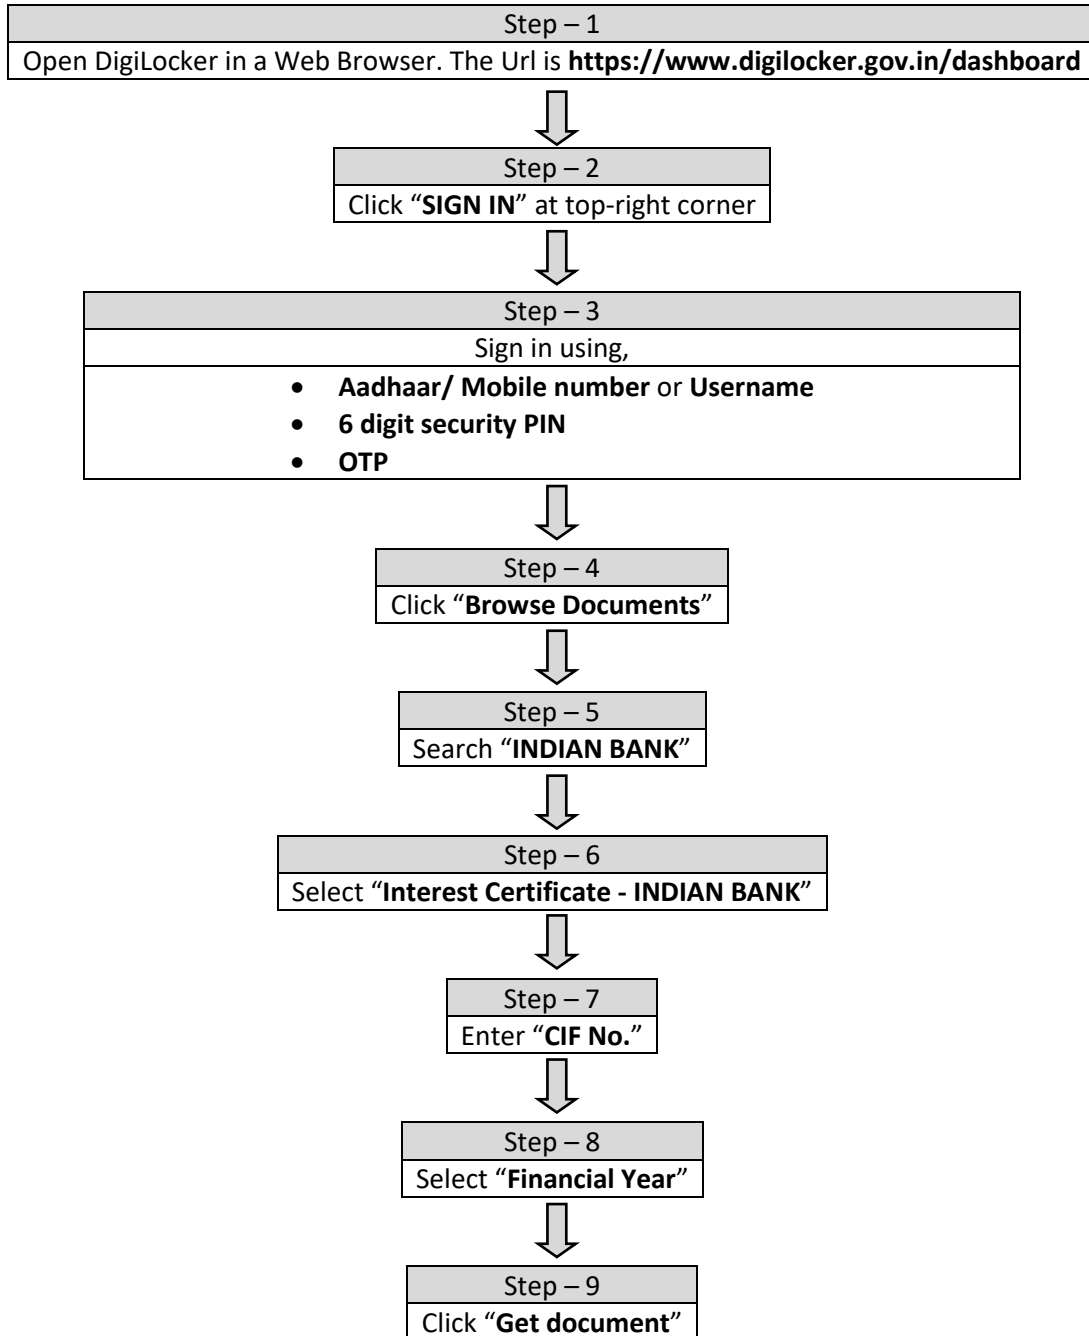 Step – 1
Open DigiLocker in a Web Browser. The Url is https://www.digilocker.gov.in/dashboard
Step – 2
Click “SIGN IN” at top-right corner
Step – 3
Sign in using,
• Aadhaar/ Mobile number or Username
• 6 digit security PIN
• OTP
Step – 4
Click “Browse Documents”
Step – 5
Search “INDIAN BANK”
Step – 6
Select “Interest Certificate - INDIAN BANK”
Step – 7
Enter “CIF No.”
Step – 8
Select “Financial Year”
Step – 9
Click “Get document”